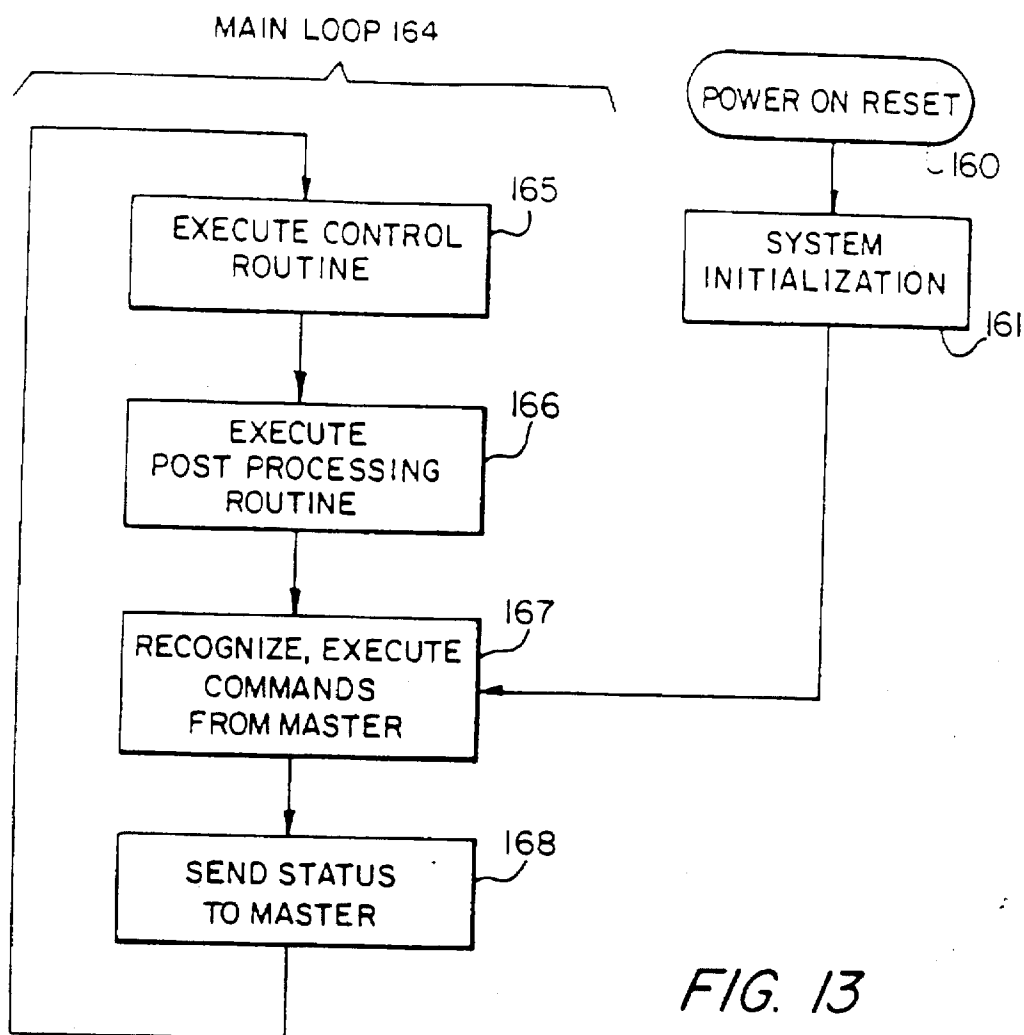 MAIN LOOP 164
POWER ON RESET
160
SYSTEM
INITIALIZATION
161
165
EXECUTE CONTROL
ROUTINE
166
EXECUTE
POST PROCESSING
ROUTINE
167
RECOGNIZE, EXECUTE
COMMANDS
FROM MASTER
168
SEND STATUS
TO MASTER
FIG. 13